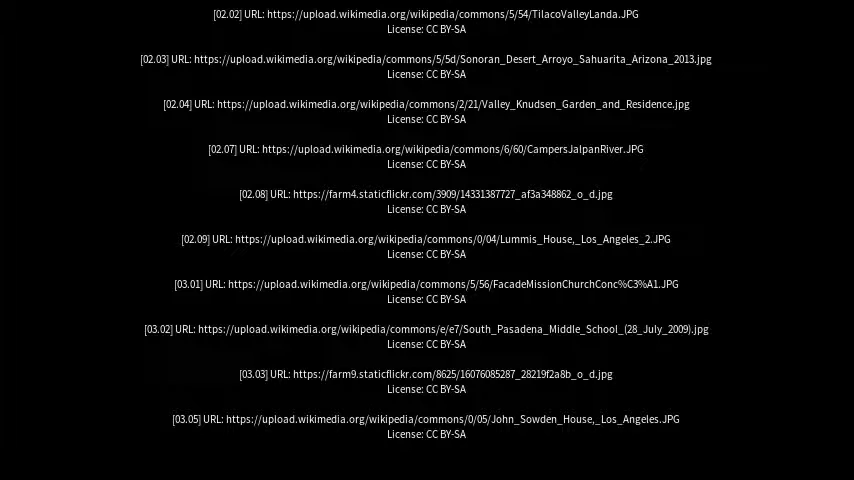 [02.02] URL: https://upload.wikimedia.org/wikipedia/commons/5/54/TilacoValleyLanda.JPG
License: CC BY-SA
[02.03] URL: https://upload.wikimedia.org/wikipedia/commons/5/5d/Sonoran_Desert_Arroyo_Sahuarita_Arizona_2013.jpg
License: CC BY-SA
[02.04] URL: https://upload.wikimedia.org/wikipedia/commons/2/21/Valley_Knudsen_Garden_and_Residence.jpg
License: CC BY-SA
[02.07] URL: https://upload.wikimedia.org/wikipedia/commons/6/60/CampersJalpanRiver.JPG
License: CC BY-SA
[02.08] URL: https://farm4.staticflickr.com/3909/14331387727_af3a348862_o_d.jpg
License: CC BY-SA
[02.09] URL: https://upload.wikimedia.org/wikipedia/commons/0/04/Lummis_House,_Los_Angeles_2.JPG
License: CC BY-SA
[03.01] URL: https://upload.wikimedia.org/wikipedia/commons/5/56/FacadeMissionChurchConc%C3%A1.JPG
License: CC BY-SA
[03.02] URL: https://upload.wikimedia.org/wikipedia/commons/e/e7/South_Pasadena_Middle_School_(28_July_2009).jpg
License: CC BY-SA
[03.03] URL: https://farm9.staticflickr.com/8625/16076085287_28219f2a8b_o_d.jpg
License: CC BY-SA
[03.05] URL: https://upload.wikimedia.org/wikipedia/commons/0/05/John_Sowden_House,_Los_Angeles.JPG
License: CC BY-SA